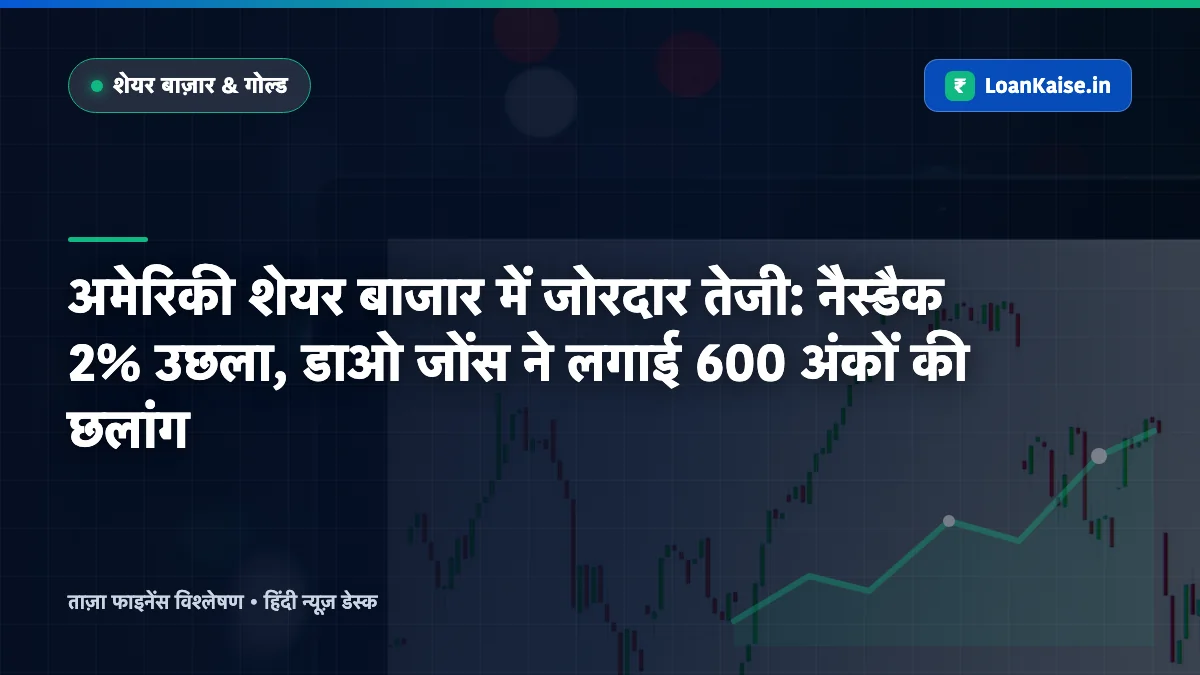 शेयर बाज़ार & गोल्ड
₹ LoanKaise.in
अमेरिकी शेयर बाजार में जोरदार तेजी: नैस्डैक
2% उछला, डाओ जोंस ने लगाई 600 अंकों की
छलांग
ताज़ा फाइनेंस विश्लेषण • हिंदी न्यूज़ डेस्क